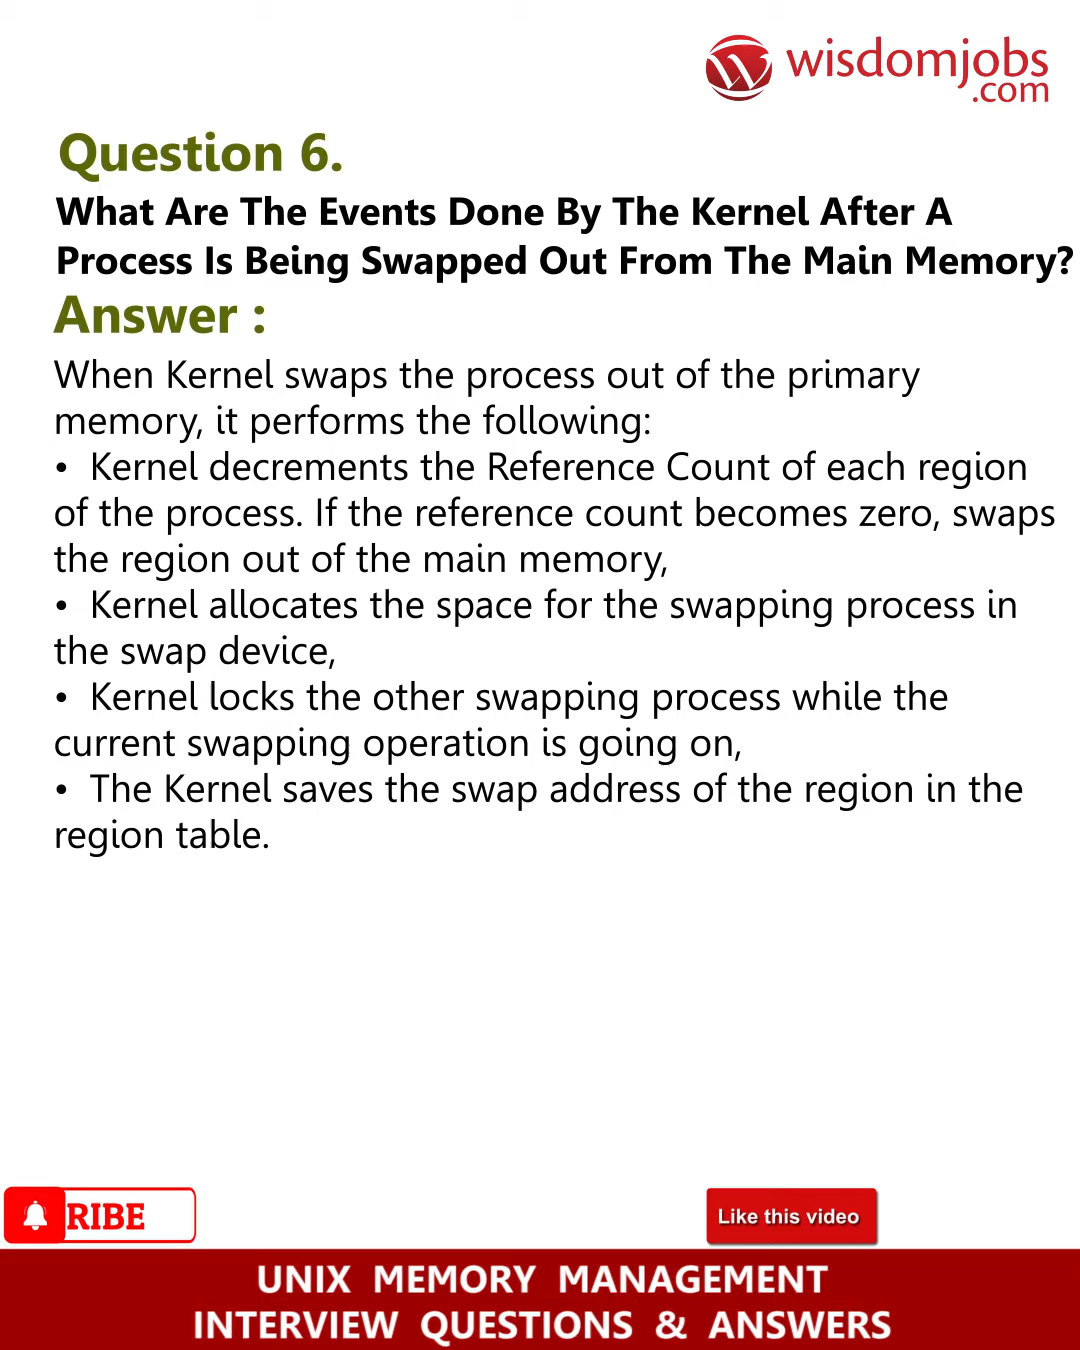 wisdomjobs
.com
Question 6.
What Are The Events Done By The Kernel After A
Process Is Being Swapped Out From The Main Memory?
Answer :
When Kernel swaps the process out of the primary
memory, it performs the following:
• Kernel decrements the Reference Count of each region
of the process. If the reference count becomes zero, swaps
the region out of the main memory,
• Kernel allocates the space for the swapping process in
the swap device,
• Kernel locks the other swapping process while the
current swapping operation is going on,
• The Kernel saves the swap address of the region in the
region table.
RIBE
Like this video
UNIX MEMORY MANAGEMENT
INTERVIEW QUESTIONS & ANSWERS